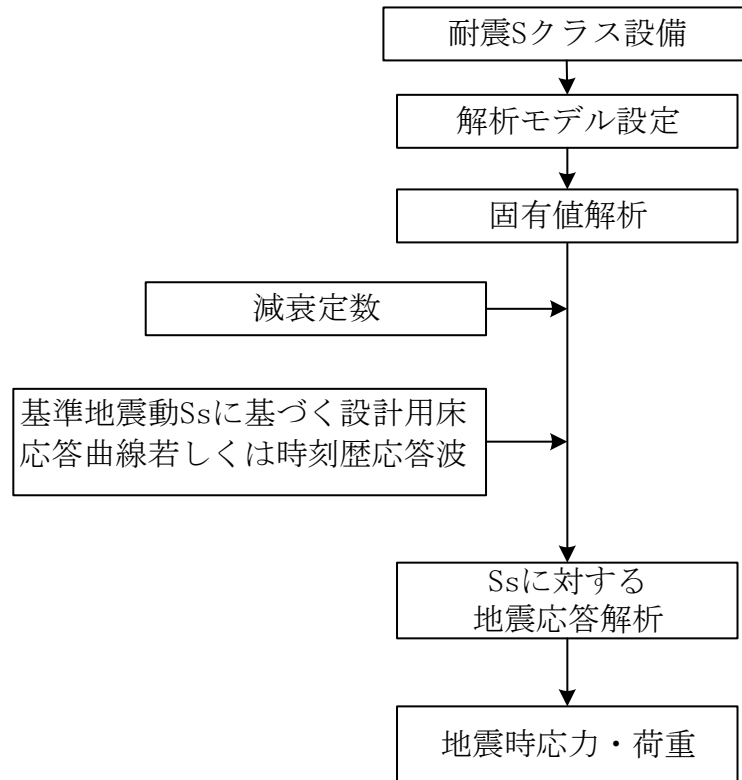 耐震Sクラス設備
解析モデル設定
固有値解析
減衰定数
基準地震動Ssに基づく設計用床
応答曲線若しくは時刻歴応答波
Ssに対する
地震応答解析
地震時応力・荷重